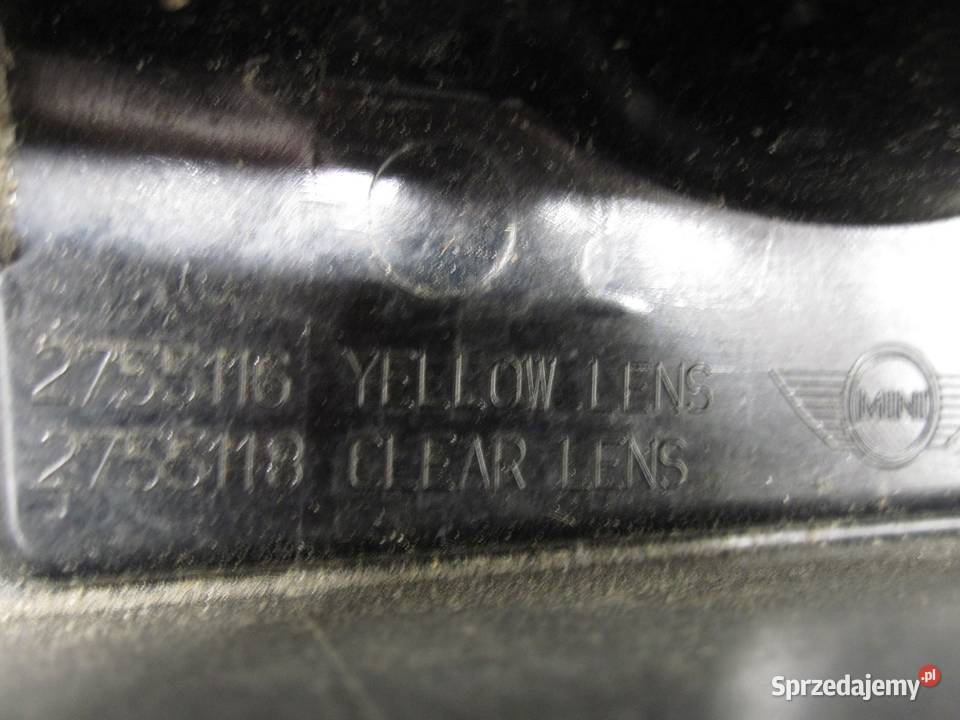 2755116 YELLOW LENS
2755118 CLEAR LENS
MINI
Sprzedajemy.pl